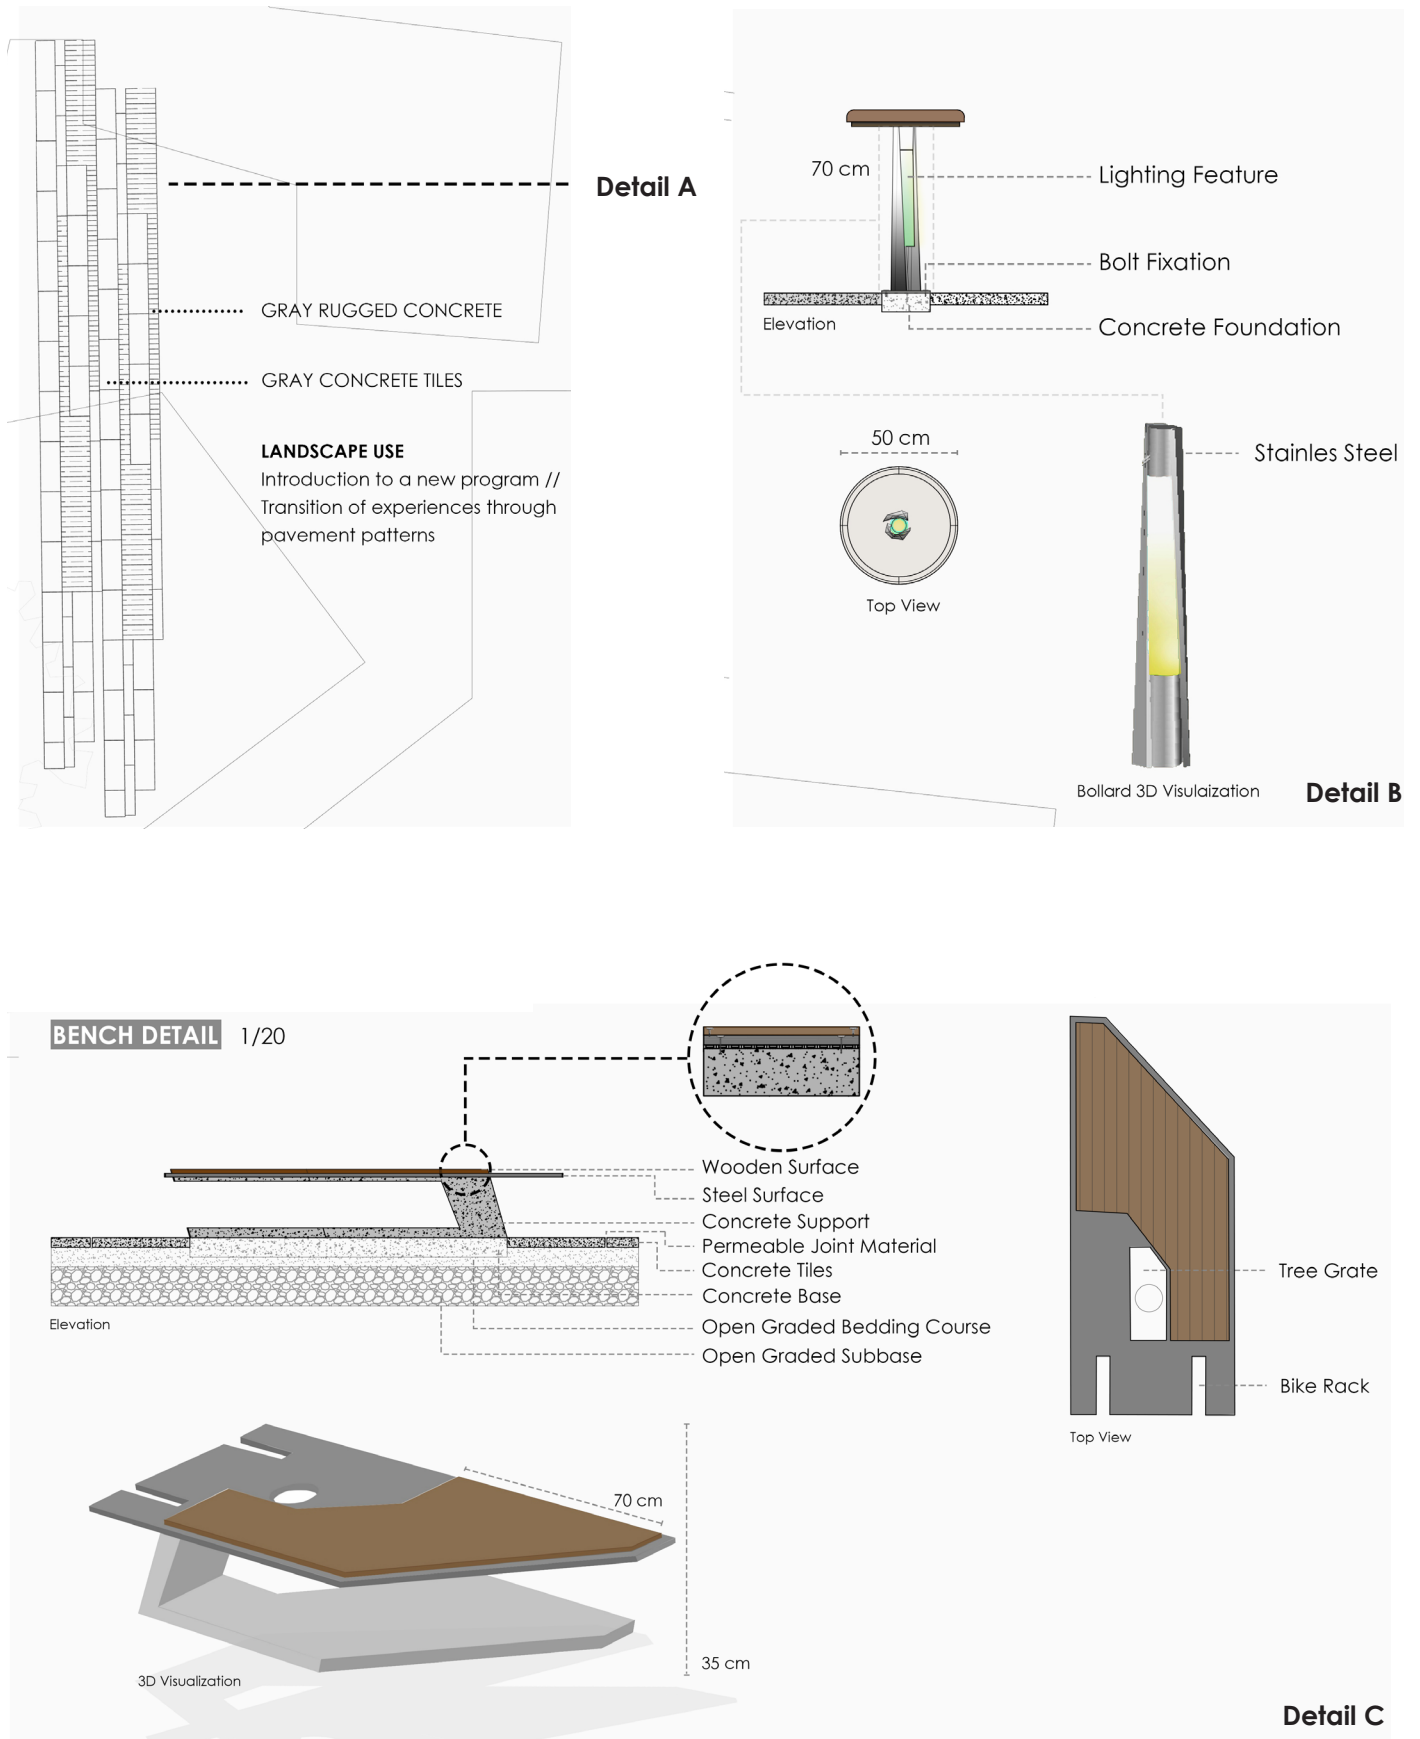 Detail A
GRAY RUGGED CONCRETE
GRAY CONCRETE TILES
LANDSCAPE USE
Introduction to a new program //
Transition of experiences through
pavement patterns
70 cm
Lighting Feature
Bolt Fixation
Elevation
Concrete Foundation
50 cm
Top View
Stainles Steel
Bollard 3D Visulaization
Detail B
BENCH DETAIL 1/20
Wooden Surface
Steel Surface
Concrete Support
Permeable Joint Material
Concrete Tiles
Concrete Base
Open Graded Bedding Course
Open Graded Subbase
Elevation
Tree Grate
Bike Rack
Top View
70 cm
35 cm
3D Visualization
Detail C